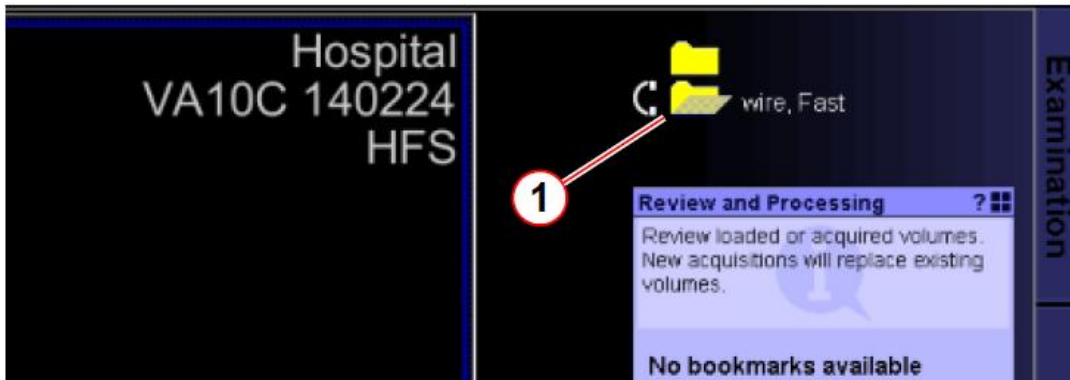 Hospital
VA10C 140224
HFS
wire, Fast
1
Review and Processing ?
Review loaded or acquired volumes.
New acquisitions will replace existing
volumes.
No bookmarks available
Examination